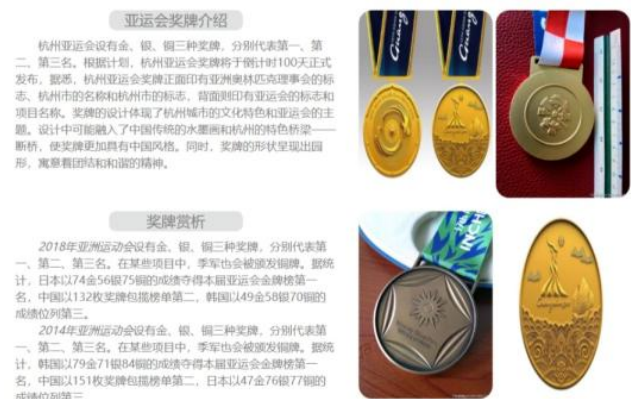 亚运会奖牌介绍
杭州亚运会设有金、银、铜三种奖牌，分别代表第一、第
二、第三名。根据计划，杭州亚运会奖牌将于倒计时100天正式
发布，据悉，杭州亚运会奖牌正面印有亚洲奥林匹克理事会的标
志、杭州市的名称和杭州市的标志，背面则印有亚运会的标志和
项目名称。奖牌的设计体现了杭州城市的文化特色和亚运会的主
题。设计中可能融入了中国传统的水墨画和杭州的特色桥梁——
断桥，使奖牌更加具有中国风格。同时，奖牌的形状呈现出园
形，寓意着团结和和谐的精神。
Guang
Guang
奖牌赏析
2018年亚洲运动会设有金、银、铜三种奖牌，分别代表第
一、第二、第三名。在某些项目中，季军也会被颁发铜牌。据统
计，日本以74金56银75铜的成绩夺得本届亚运会金牌榜第一
名，中国以132枚奖牌包揽榜单第二，韩国以49金58银70铜的
成绩位列第三。
2014年亚洲运动会设有金、银、铜三种奖牌，分别代表第
一、第二、第三名。在某些项目中，季军也会被颁发铜牌。据统
计，韩国以79金71银84铜的成绩夺得本届亚运会金牌榜第一
名，中国以151枚奖牌包揽榜单第二，日本以47金76银77铜的
成绩位列第三
INCH
Guangzhou